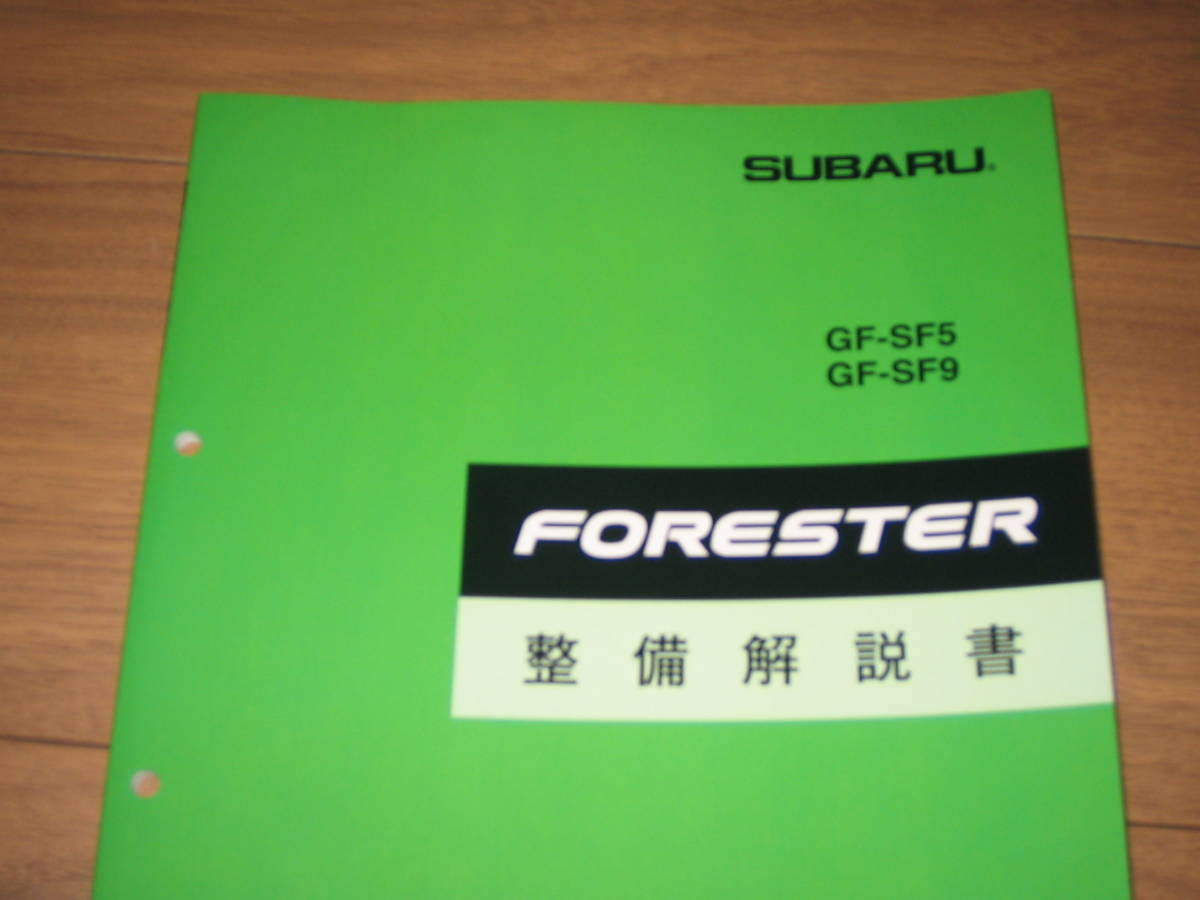 SUBARU®
GF-SF5
GF-SF9
FORESTER
整備解説書